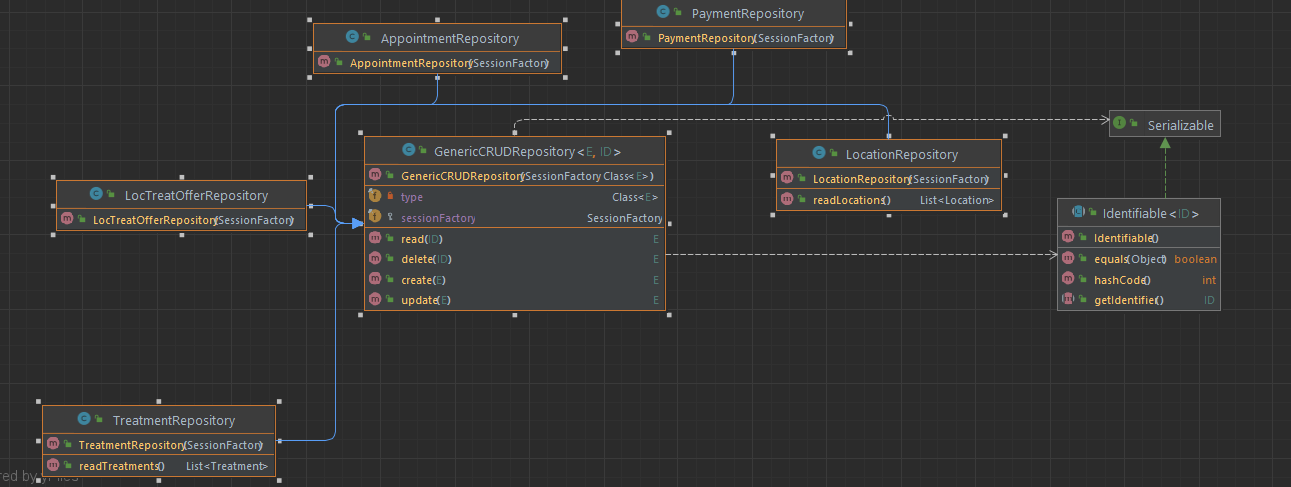 PaymentRepository
PaymentRepository(SessionFactory)
AppointmentRepository
AppointmentRepository(SessionFactory)
Serializable
GenericCRUDRepository<E, ID>
GenericCRUDRepository(SessionFactory Class<E>)
type Class<E>
sessionFactory SessionFactory
read(ID) E
delete(ID) E
create(E) E
update(E) E
LocationRepository
LocationRepository(SessionFactory)
readLocations() List<Location>
LocTreatOfferRepository
LocTreatOfferRepository(SessionFactory)
Identifiable<ID>
Identifiable()
equals(Object) boolean
hashCode() int
getIdentifier() ID
TreatmentRepository
TreatmentRepository(SessionFactory)
readTreatments() List<Treatment>
by yFiles